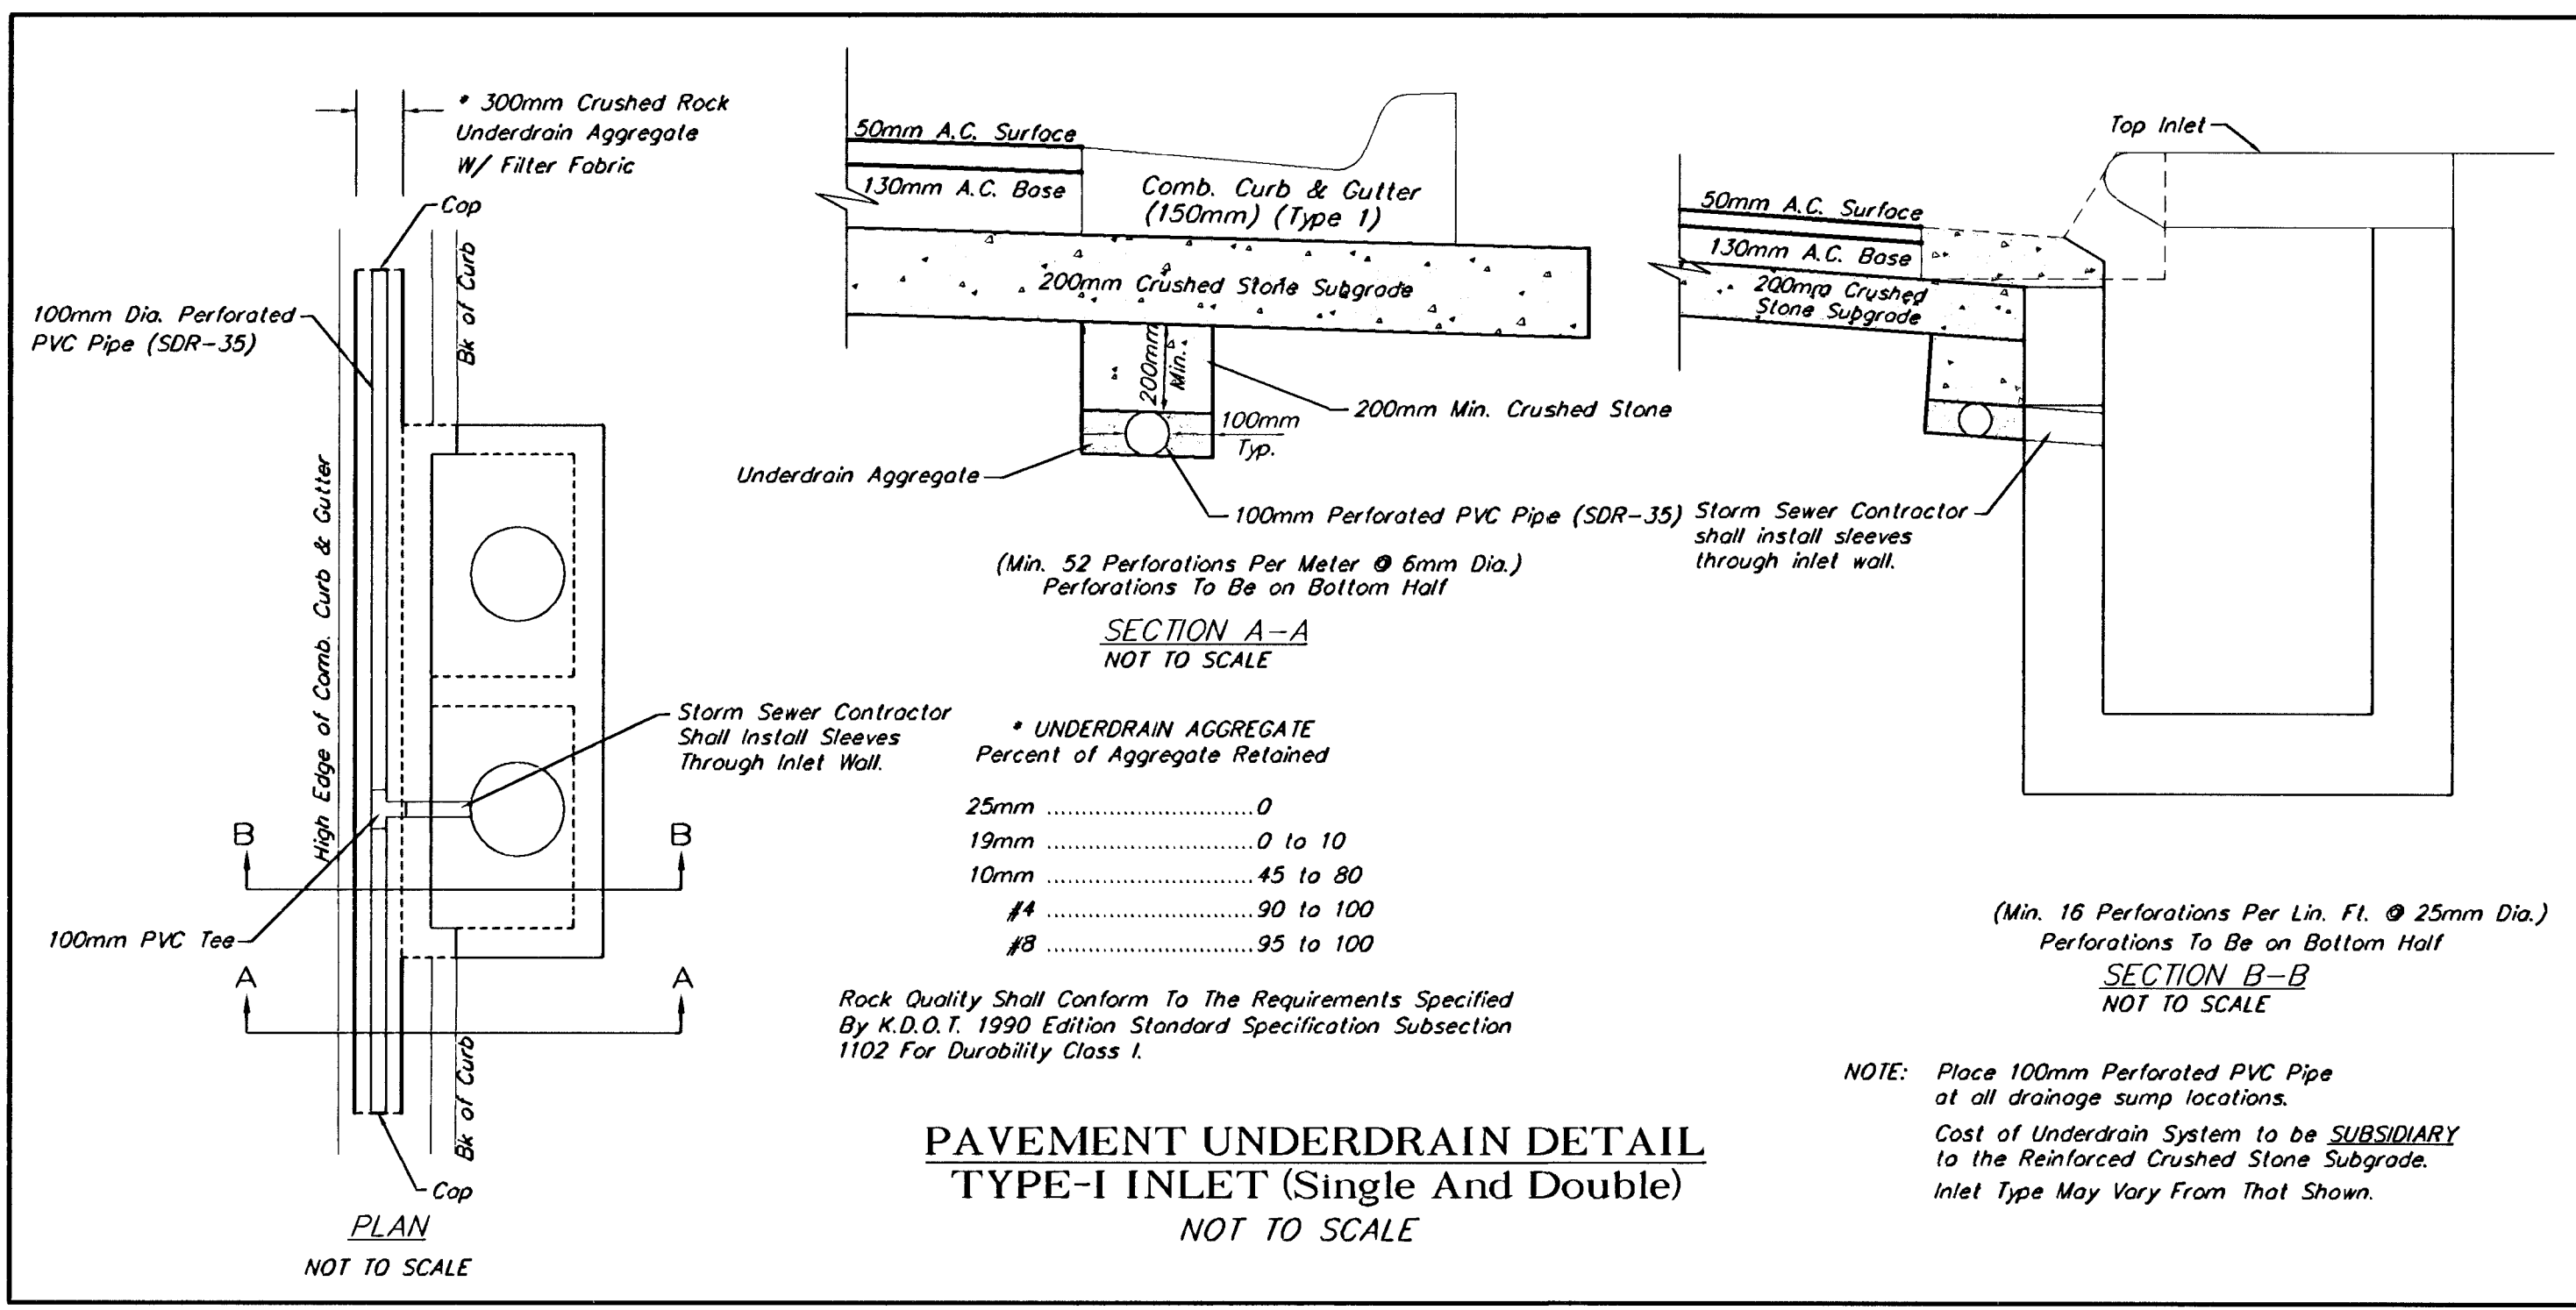 * 300mm Crushed Rock
Underdrain Aggregate
W/ Filter Fabric
Cap
Bk of Curb
100mm Dia. Perforated
PVC Pipe (SDR-35)
High Edge of Comb. Curb & Gutter
Storm Sewer Contractor
Shall Install Sleeves
Through Inlet Wall.
B
B
100mm PVC Tee
A
A
Bk of Curb
Cap
PLAN
NOT TO SCALE
50mm A.C. Surface
130mm A.C. Base
Comb. Curb & Gutter
(150mm) (Type 1)
200mm Crushed Stone Subgrade
200mm
Min.
200mm Min. Crushed Stone
100mm
Typ.
Underdrain Aggregate
100mm Perforated PVC Pipe (SDR-35)
(Min. 52 Perforations Per Meter @ 6mm Dia.)
Perforations To Be on Bottom Half
SECTION A-A
NOT TO SCALE
* UNDERDRAIN AGGREGATE
Percent of Aggregate Retained
25mm ..............................0
19mm ..............................0 to 10
10mm ..............................45 to 80
#4 ..............................90 to 100
#8 ..............................95 to 100
Rock Quality Shall Conform To The Requirements Specified
By K.D.O.T. 1990 Edition Standard Specification Subsection
1102 For Durability Class I.
Top Inlet
50mm A.C. Surface
130mm A.C. Base
200mm Crushed
Stone Subgrade
Storm Sewer Contractor
shall install sleeves
through inlet wall.
(Min. 16 Perforations Per Lin. Ft. @ 25mm Dia.)
Perforations To Be on Bottom Half
SECTION B-B
NOT TO SCALE
NOTE: Place 100mm Perforated PVC Pipe
at all drainage sump locations.
Cost of Underdrain System to be SUBSIDIARY
to the Reinforced Crushed Stone Subgrade.
Inlet Type May Vary From That Shown.
PAVEMENT UNDERDRAIN DETAIL
TYPE-I INLET (Single And Double)
NOT TO SCALE